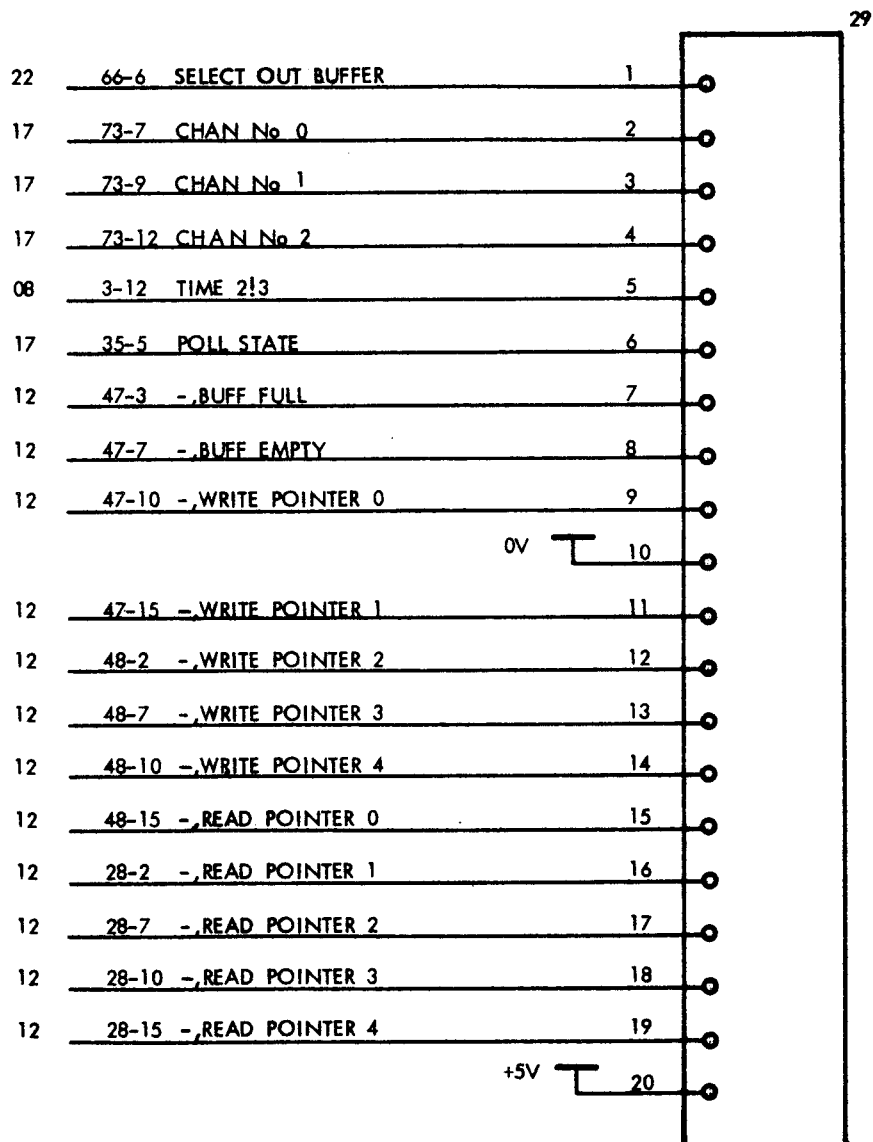 29
22 66-6 SELECT OUT BUFFER 1
17 73-7 CHAN No 0 2
17 73-9 CHAN No 1 3
17 73-12 CHAN No 2 4
08 3-12 TIME 2!3 5
17 35-5 POLL STATE 6
12 47-3 -,BUFF FULL 7
12 47-7 -,BUFF EMPTY 8
12 47-10 -,WRITE POINTER 0 9
0V 10
12 47-15 -,WRITE POINTER 1 11
12 48-2 -,WRITE POINTER 2 12
12 48-7 -,WRITE POINTER 3 13
12 48-10 -,WRITE POINTER 4 14
12 48-15 -,READ POINTER 0 15
12 28-2 -,READ POINTER 1 16
12 28-7 -,READ POINTER 2 17
12 28-10 -,READ POINTER 3 18
12 28-15 -,READ POINTER 4 19
+5V 20